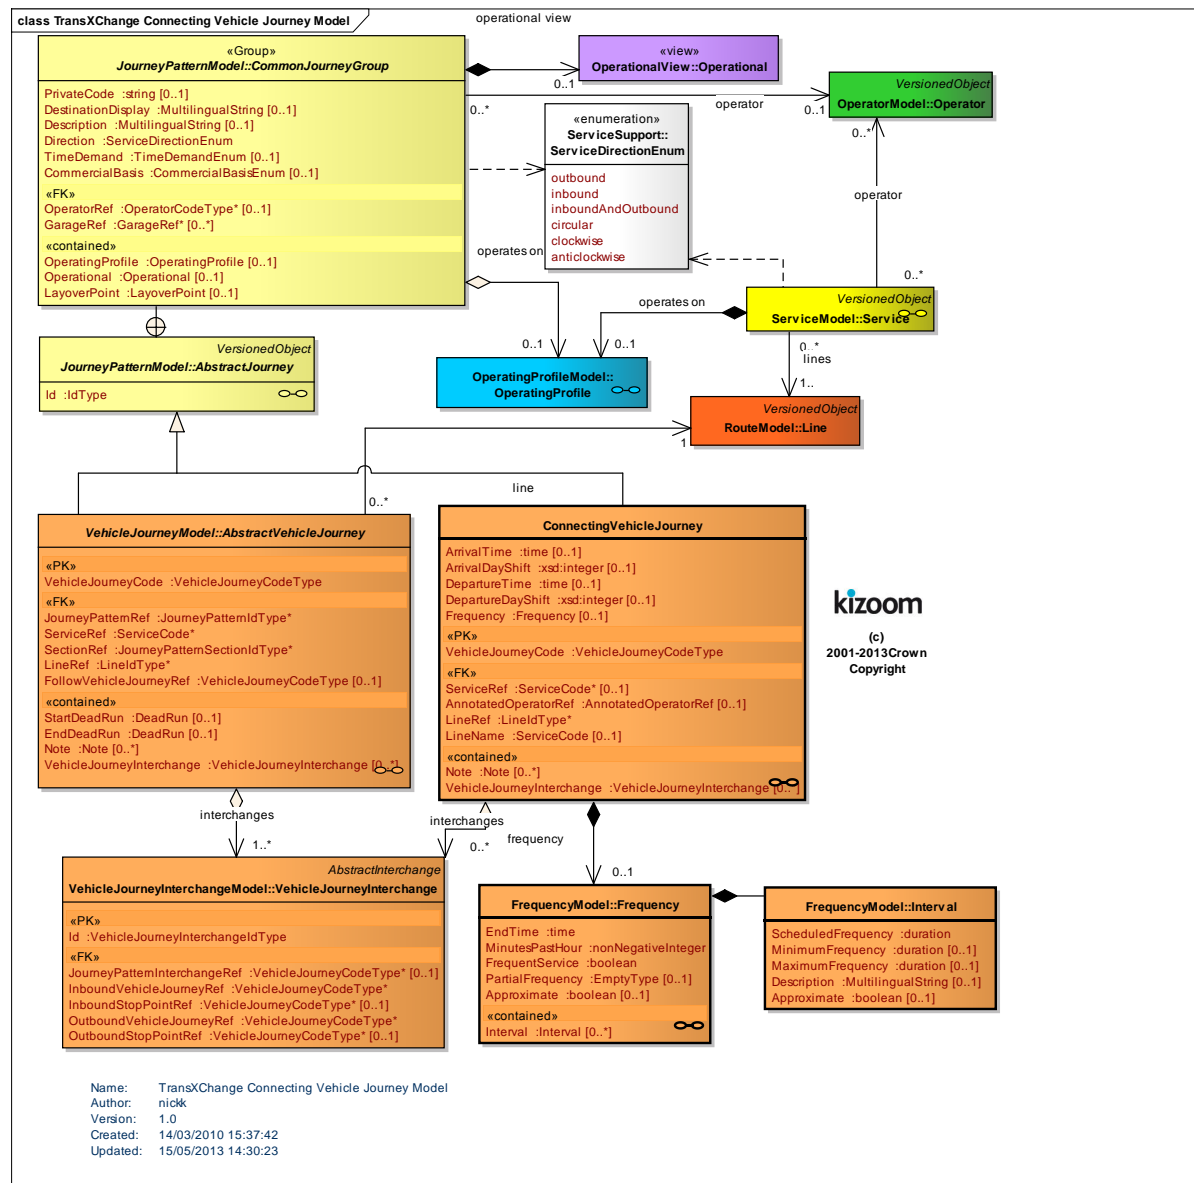 class TransXChange Connecting Vehicle Journey Model
operational view
«Group»
JourneyPatternModel::CommonJourneyGroup
PrivateCode :string [0..1]
DestinationDisplay :MultilingualString [0..1]
Description :MultilingualString [0..1]
Direction :ServiceDirectionEnum
TimeDemand :TimeDemandEnum [0..1]
CommercialBasis :CommercialBasisEnum [0..1]
«FK»
OperatorRef :OperatorCodeType* [0..1]
GarageRef :GarageRef* [0..*]
«contained»
OperatingProfile :OperatingProfile [0..1]
Operational :Operational [0..1]
LayoverPoint :LayoverPoint [0..1]
«view»
OperationalView::Operational
0..1
0..*
operator
0..1
VersionedObject
OperatorModel::Operator
0..*
operator
0..*
«enumeration»
ServiceSupport::
ServiceDirectionEnum
outbound
inbound
inboundAndOutbound
circular
clockwise
anticlockwise
operates on
operates on
VersionedObject
ServiceModel::Service
0..*
lines
1..
0..1
0..1
VersionedObject
JourneyPatternModel::AbstractJourney
Id :IdType
OperatingProfileModel::
OperatingProfile
VersionedObject
RouteModel::Line
1
line
0..*
VehicleJourneyModel::AbstractVehicleJourney
«PK»
VehicleJourneyCode :VehicleJourneyCodeType
«FK»
JourneyPatternRef :JourneyPatternIdType*
ServiceRef :ServiceCode*
SectionRef :JourneyPatternSectionIdType*
LineRef :LineIdType*
FollowVehicleJourneyRef :VehicleJourneyCodeType [0..1]
«contained»
StartDeadRun :DeadRun [0..1]
EndDeadRun :DeadRun [0..1]
Note :Note [0..*]
VehicleJourneyInterchange :VehicleJourneyInterchange [0..*]
ConnectingVehicleJourney
ArrivalTime :time [0..1]
ArrivalDayShift :xsd:integer [0..1]
DepartureTime :time [0..1]
DepartureDayShift :xsd:integer [0..1]
Frequency :Frequency [0..1]
«PK»
VehicleJourneyCode :VehicleJourneyCodeType
«FK»
ServiceRef :ServiceCode* [0..1]
AnnotatedOperatorRef :AnnotatedOperatorRef [0..1]
LineRef :LineIdType*
LineName :ServiceCode [0..1]
«contained»
Note :Note [0..*]
VehicleJourneyInterchange :VehicleJourneyInterchange [0..*]
kizoom
(c)
2001-2013Crown
Copyright
interchanges
1..*
interchanges
0..*
frequency
0..1
AbstractInterchange
VehicleJourneyInterchangeModel::VehicleJourneyInterchange
«PK»
Id :VehicleJourneyInterchangeIdType
«FK»
JourneyPatternInterchangeRef :VehicleJourneyCodeType* [0..1]
InboundVehicleJourneyRef :VehicleJourneyCodeType*
InboundStopPointRef :VehicleJourneyCodeType* [0..1]
OutboundVehicleJourneyRef :VehicleJourneyCodeType*
OutboundStopPointRef :VehicleJourneyCodeType* [0..1]
FrequencyModel::Frequency
EndTime :time
MinutesPastHour :nonNegativeInteger
FrequentService :boolean
PartialFrequency :EmptyType [0..1]
Approximate :boolean [0..1]
«contained»
Interval :Interval [0..*]
FrequencyModel::Interval
ScheduledFrequency :duration
MinimumFrequency :duration [0..1]
MaximumFrequency :duration [0..1]
Description :MultilingualString [0..1]
Approximate :boolean [0..1]
Name: TransXChange Connecting Vehicle Journey Model
Author: nickk
Version: 1.0
Created: 14/03/2010 15:37:42
Updated: 15/05/2013 14:30:23